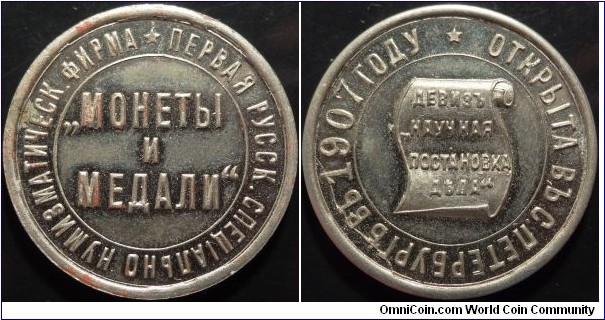 ПЕРВАЯ РУССК. СПЕЦІАЛЬНО НУМИЗМАТИЧЕСК. ФИРМА ★
„МОНЕТЫ
И
МЕДАЛИ“
★ ОТКРЫТА ВЪ С.ПЕТЕРБУРГѢ ВЪ 1907 ГОДУ
ДЕВИЗЪ
„НАУЧНАЯ
ПОСТАНОВКА
ДѢЛА“
OmniCoin.com World Coin Community